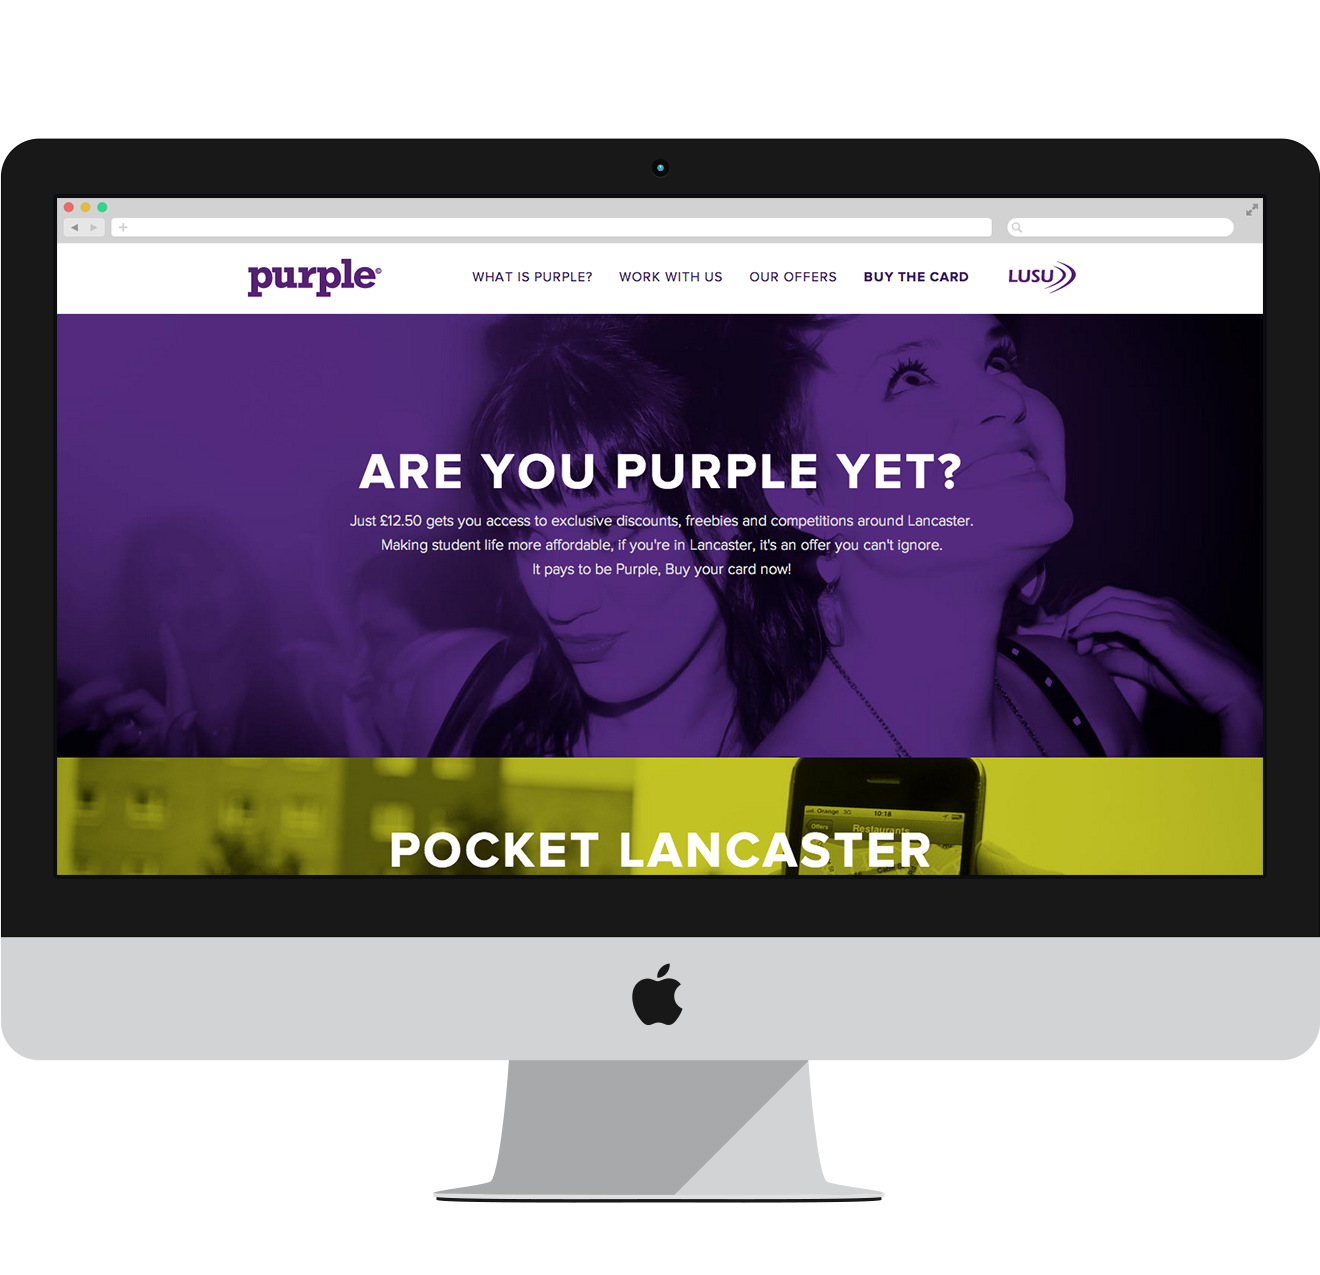 purple©
WHAT IS PURPLE? WORK WITH US OUR OFFERS BUY THE CARD LUSU
ARE YOU PURPLE YET?
Just £12.50 gets you access to exclusive discounts, freebies and competitions around Lancaster.
Making student life more affordable, if you're in Lancaster, it's an offer you can't ignore.
It pays to be Purple, Buy your card now!
Orange 3G 10:18
Offers Restaurants
POCKET LANCASTER